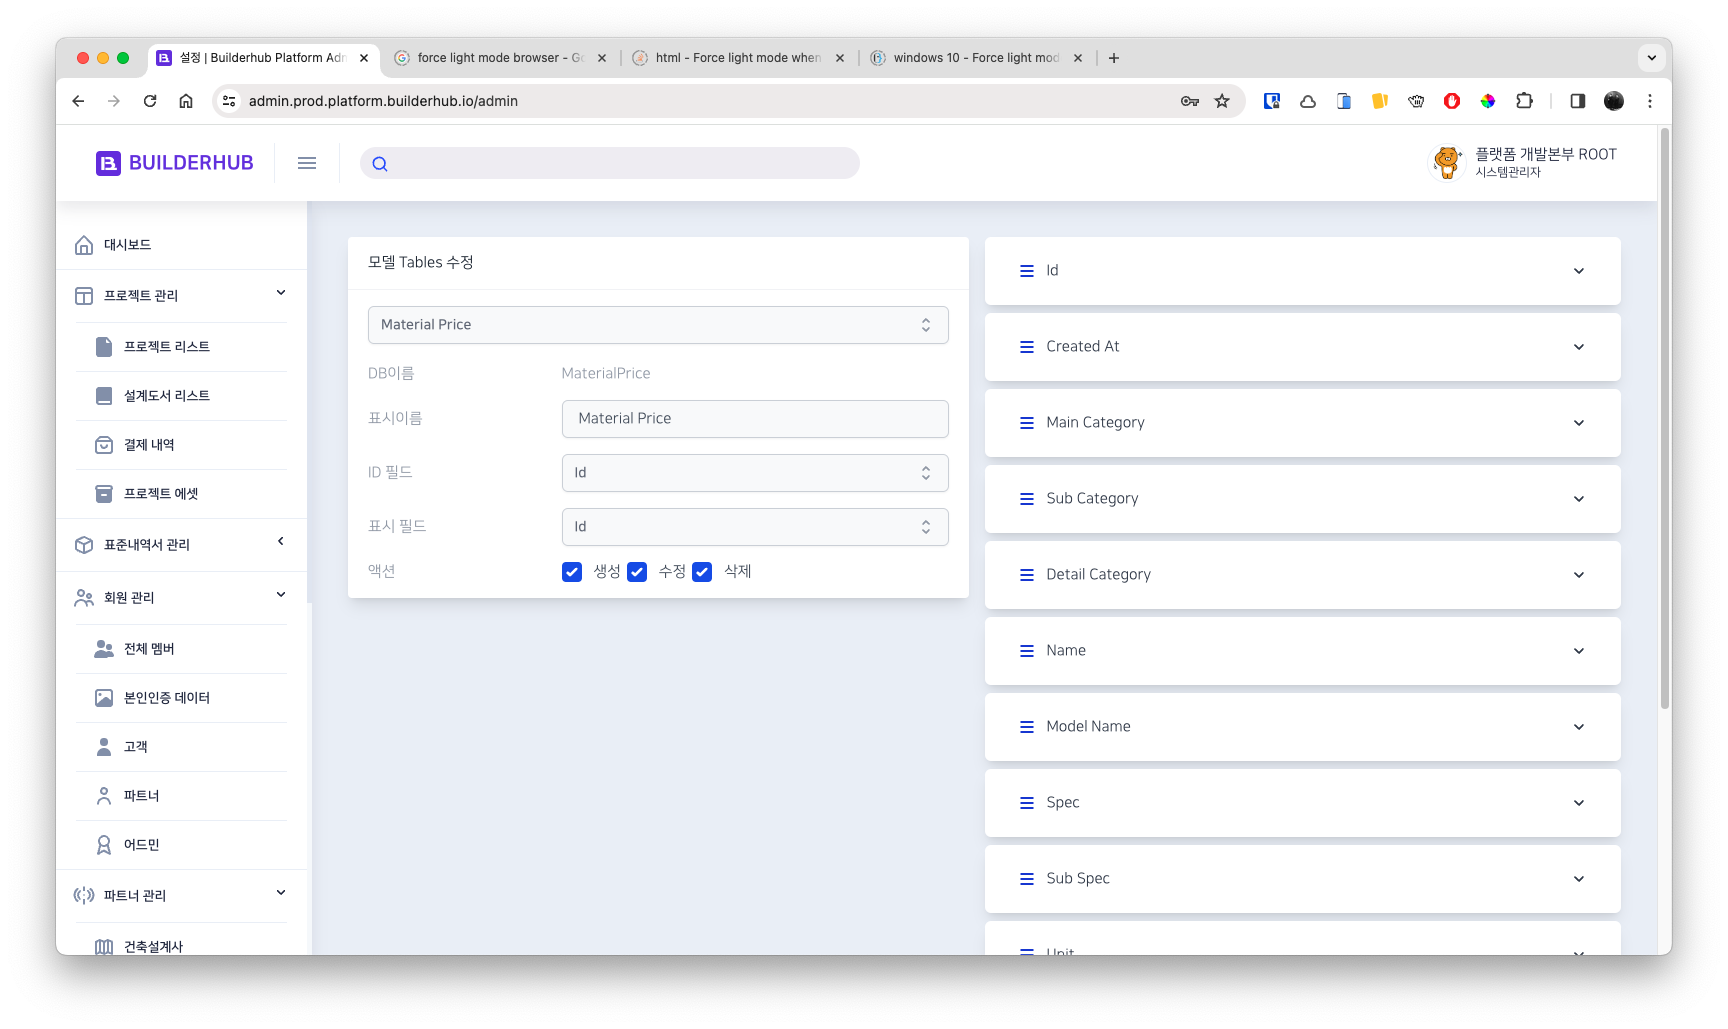 설정 | Builderhub Platform Adn
force light mode browser - Go
html - Force light mode when
windows 10 - Force light mod
admin.prod.platform.builderhub.io/admin
BUILDERHUB
플랫폼 개발본부 ROOT
시스템관리자
대시보드
프로젝트 관리
프로젝트 리스트
설계도서 리스트
결제 내역
프로젝트 에셋
표준내역서 관리
회원 관리
전체 멤버
본인인증 데이터
고객
파트너
어드민
파트너 관리
건축설계사
모델 Tables 수정
Material Price
DB이름 MaterialPrice
표시이름 Material Price
ID 필드 Id
표시 필드 Id
액션 생성 수정 삭제
Id
Created At
Main Category
Sub Category
Detail Category
Name
Model Name
Spec
Sub Spec
Unit